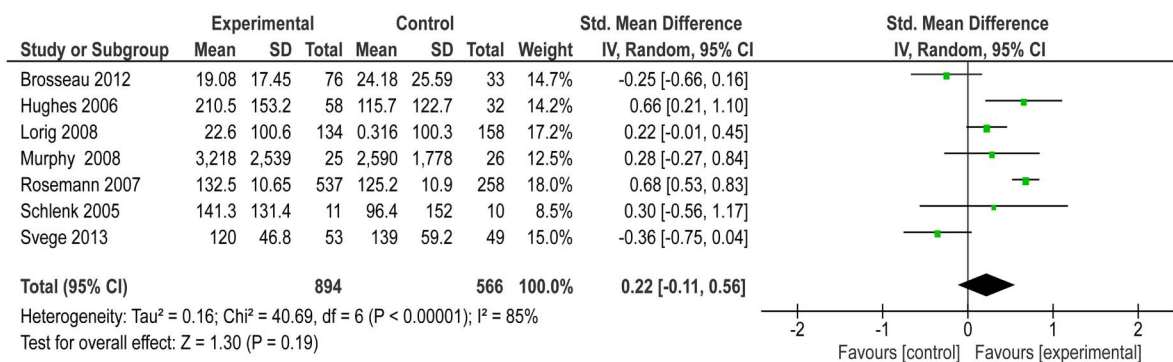 Experimental Control Std. Mean Difference Std. Mean Difference
Study or Subgroup Mean SD Total Mean SD Total Weight IV, Random, 95% CI IV, Random, 95% CI
Brosseau 2012 19.08 17.45 76 24.18 25.59 33 14.7% -0.25 [-0.66, 0.16]
Hughes 2006 210.5 153.2 58 115.7 122.7 32 14.2% 0.66 [0.21, 1.10]
Lorig 2008 22.6 100.6 134 0.316 100.3 158 17.2% 0.22 [-0.01, 0.45]
Murphy 2008 3,218 2,539 25 2,590 1,778 26 12.5% 0.28 [-0.27, 0.84]
Rosemann 2007 132.5 10.65 537 125.2 10.9 258 18.0% 0.68 [0.53, 0.83]
Schlenk 2005 141.3 131.4 11 96.4 152 10 8.5% 0.30 [-0.56, 1.17]
Svege 2013 120 46.8 53 139 59.2 49 15.0% -0.36 [-0.75, 0.04]
Total (95% CI) 894 566 100.0% 0.22 [-0.11, 0.56]
Heterogeneity: Tau² = 0.16; Chi² = 40.69, df = 6 (P < 0.00001); I² = 85%
Test for overall effect: Z = 1.30 (P = 0.19)
-2 -1 0 1 2
Favours [control] Favours [experimental]